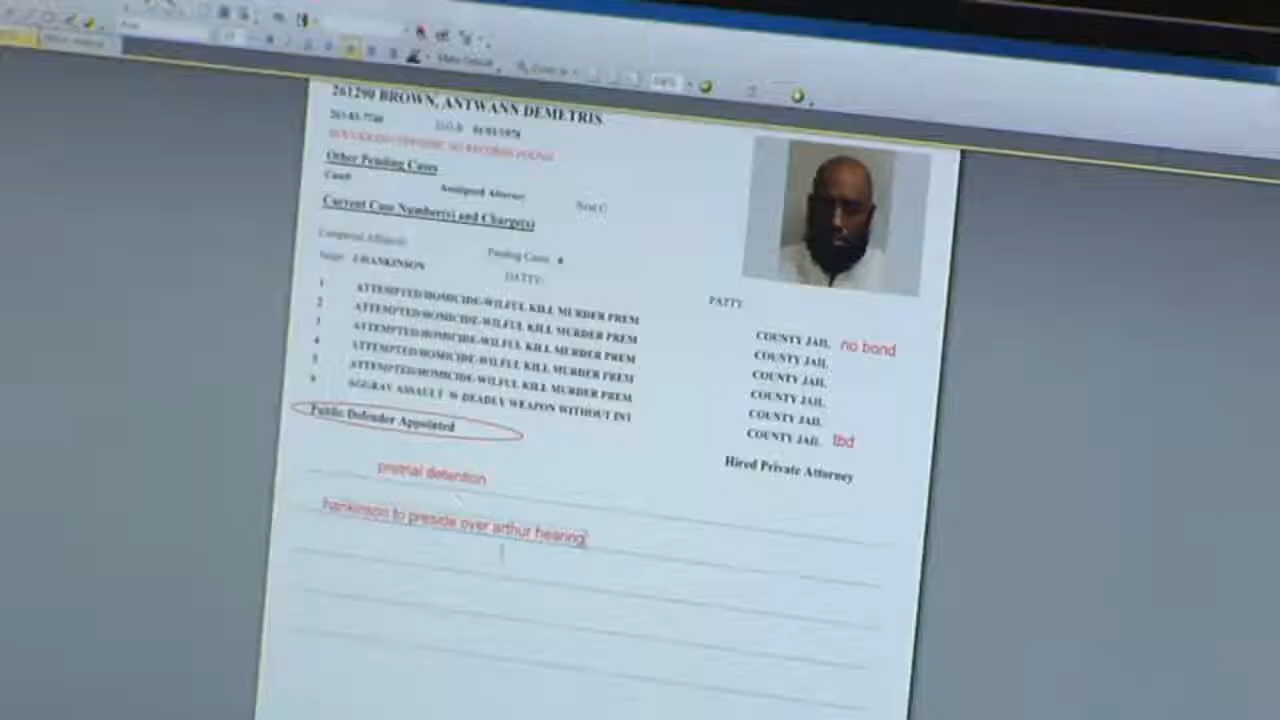 261290 BROWN, ANTWANN DEMETRIS
Other Pending Cases
Case#
Assigned Attorney
Next C
Current Case Number(s) and Charge(s)
Pending Cases
J HANKINSON
DATTY:
PATTY
1 ATTEMPTED/HOMICIDE-WILFUL KILL MURDER PREM COUNTY JAIL no bond
2 ATTEMPTED/HOMICIDE-WILFUL KILL MURDER PREM COUNTY JAIL
3 ATTEMPTED/HOMICIDE-WILFUL KILL MURDER PREM COUNTY JAIL
4 ATTEMPTED/HOMICIDE-WILFUL KILL MURDER PREM COUNTY JAIL
5 ATTEMPTED/HOMICIDE-WILFUL KILL MURDER PREM COUNTY JAIL
6 AGGRAV ASSAULT W DEADLY WEAPON WITHOUT INT COUNTY JAIL tbd
Public Defender Appointed
Hired Private Attorney
pretrial detention
hankinson to preside over arthur hearing